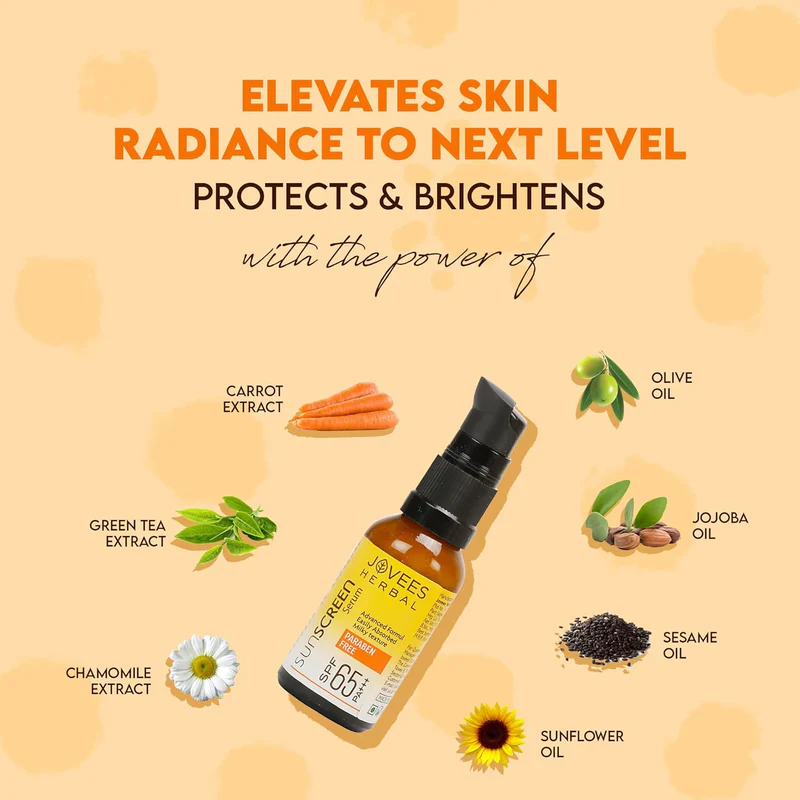 ELEVATES SKIN
RADIANCE TO NEXT LEVEL
PROTECTS & BRIGHTENS
with the power of
CARROT
EXTRACT
OLIVE
OIL
GREEN TEA
EXTRACT
JOJOBA
OIL
CHAMOMILE
EXTRACT
SESAME
OIL
SUNFLOWER
OIL
JOVEES
HERBAL
sunscreen
Serum
Advanced Formul
Easily Absorbed
Milky texture
PARABEN
FREE
SPF 65 PA+++